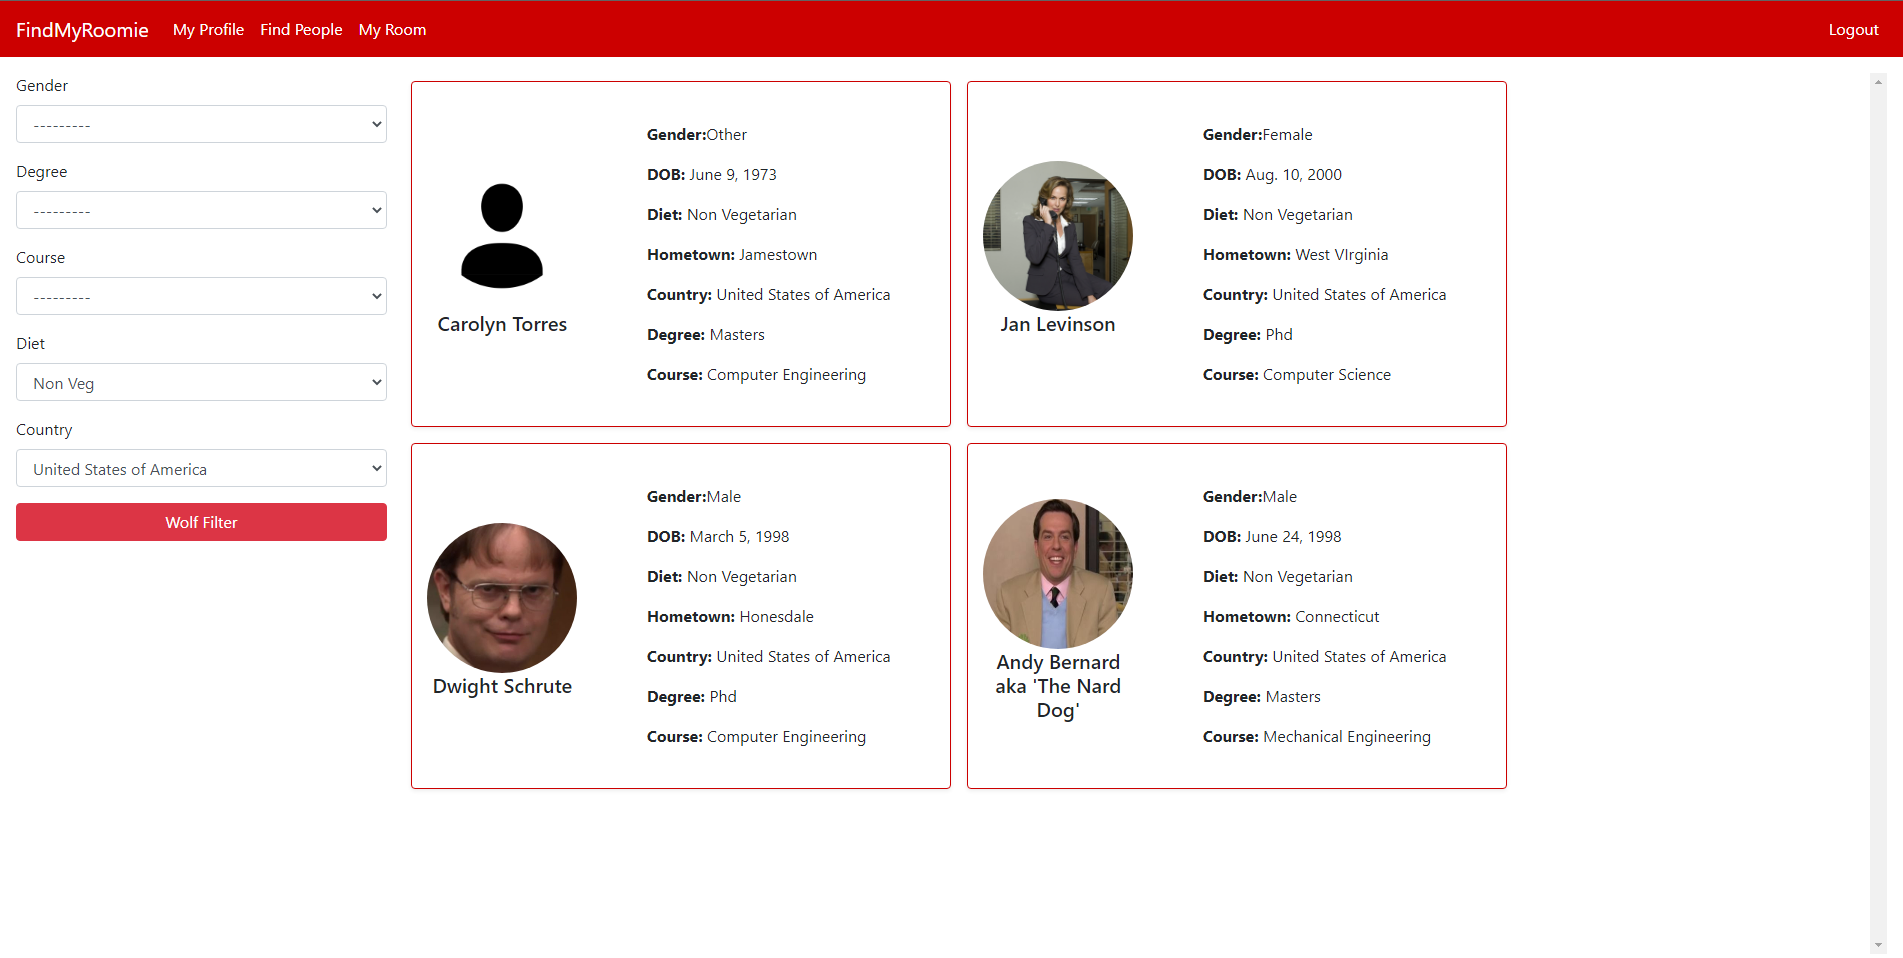 FindMyRoomie My Profile Find People My Room Logout
Gender
---------
Degree
---------
Course
---------
Diet
Non Veg
Country
United States of America
Wolf Filter
Carolyn Torres
Gender:Other
DOB: June 9, 1973
Diet: Non Vegetarian
Hometown: Jamestown
Country: United States of America
Degree: Masters
Course: Computer Engineering
Jan Levinson
Gender:Female
DOB: Aug. 10, 2000
Diet: Non Vegetarian
Hometown: West VIrginia
Country: United States of America
Degree: Phd
Course: Computer Science
Dwight Schrute
Gender:Male
DOB: March 5, 1998
Diet: Non Vegetarian
Hometown: Honesdale
Country: United States of America
Degree: Phd
Course: Computer Engineering
Andy Bernard
aka 'The Nard
Dog'
Gender:Male
DOB: June 24, 1998
Diet: Non Vegetarian
Hometown: Connecticut
Country: United States of America
Degree: Masters
Course: Mechanical Engineering